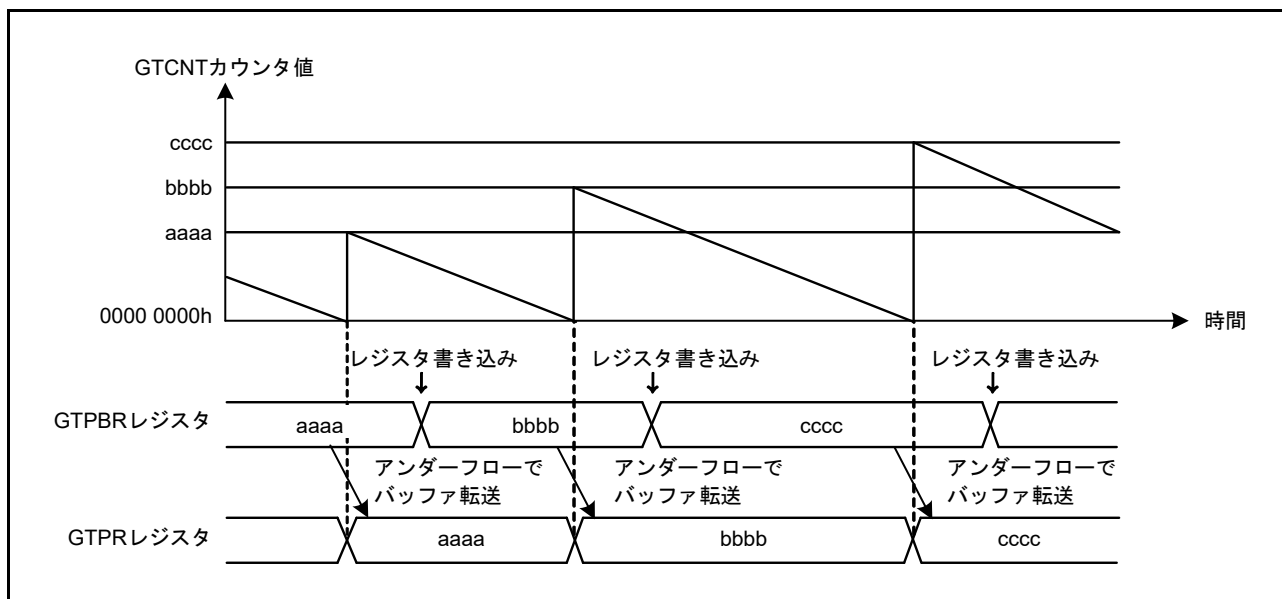 GTCNTカウンタ値
cccc
bbbb
aaaa
0000 0000h
時間
レジスタ書き込み レジスタ書き込み レジスタ書き込み
GTPBRレジスタ
aaaa bbbb cccc
アンダーフローで アンダーフローで アンダーフローで
バッファ転送 バッファ転送 バッファ転送
GTPRレジスタ
aaaa bbbb cccc